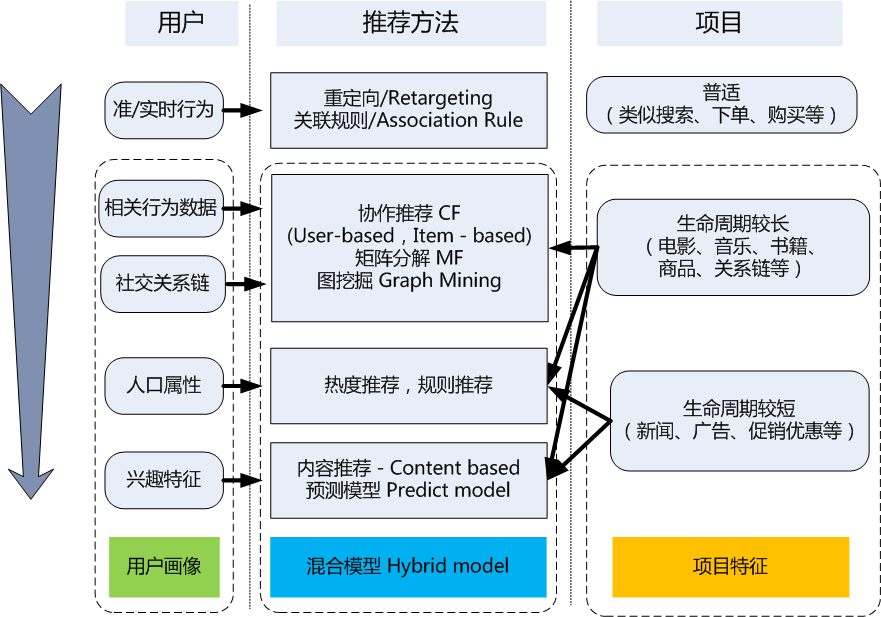 用户
推荐方法
项目
准/实时行为
重定向/Retargeting
关联规则/Association Rule
普适
（类似搜索、下单、购买等）
相关行为数据
社交关系链
协作推荐 CF
(User-based，Item - based)
矩阵分解 MF
图挖掘 Graph Mining
生命周期较长
（电影、音乐、书籍、
商品、关系链等）
人口属性
热度推荐，规则推荐
生命周期较短
（新闻、广告、促销优惠等）
兴趣特征
内容推荐 - Content based
预测模型 Predict model
用户画像
混合模型 Hybrid model
项目特征